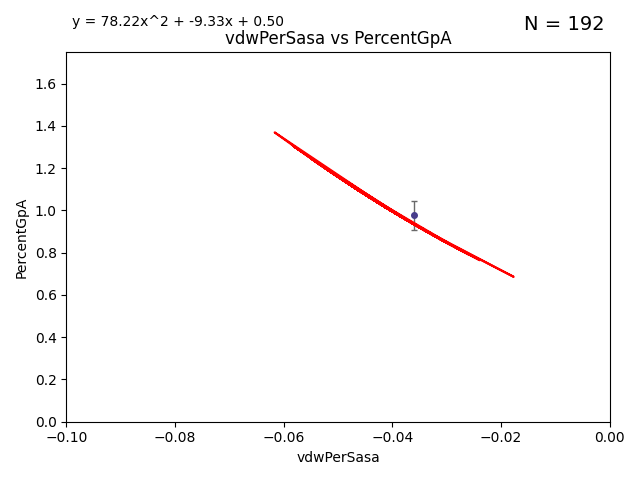 y = 78.22x^2 + -9.33x + 0.50
N = 192
vdwPerSasa vs PercentGpA
PercentGpA
1.6
1.4
1.2
1.0
0.8
0.6
0.4
0.2
0.0
−0.10 −0.08 −0.06 −0.04 −0.02 0.00
vdwPerSasa